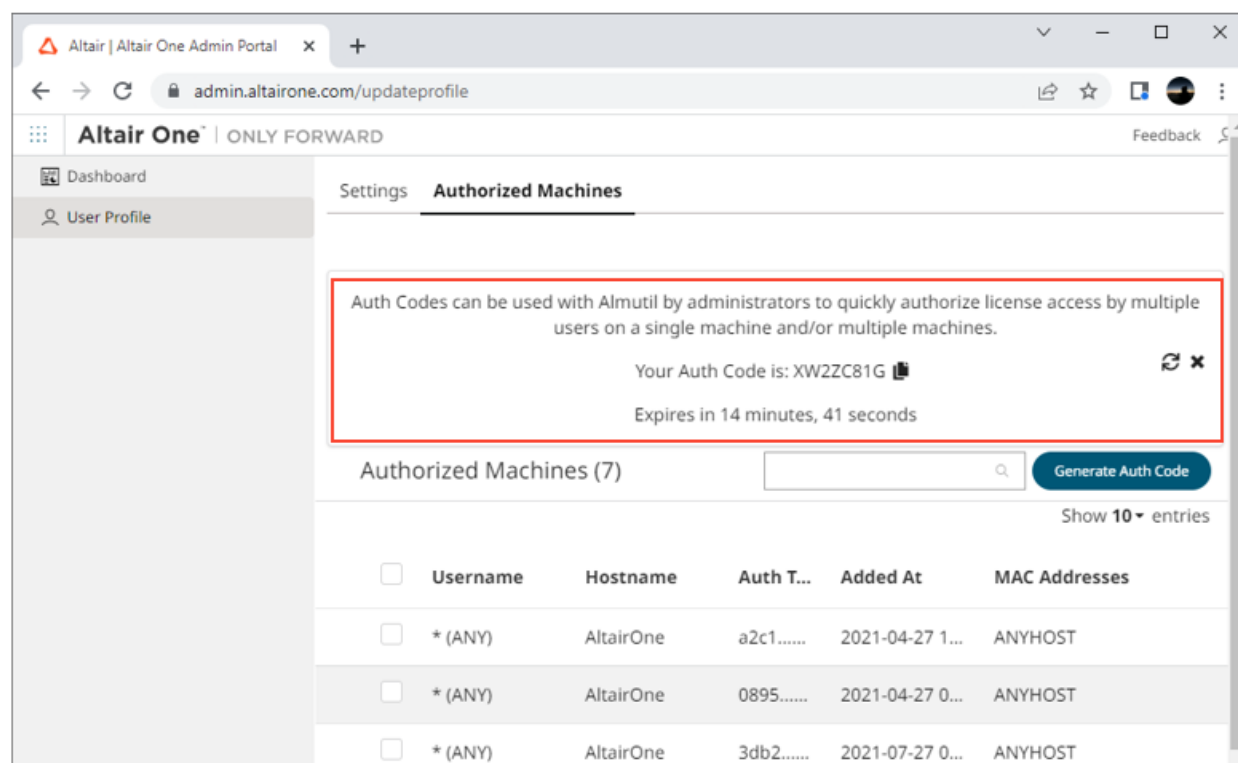 Altair | Altair One Admin Portal
admin.altairone.com/updateprofile
Altair One™ | ONLY FORWARD
Feedback
Dashboard
User Profile
Settings
Authorized Machines
Auth Codes can be used with Almutil by administrators to quickly authorize license access by multiple
users on a single machine and/or multiple machines.
Your Auth Code is: XW2ZC81G
Expires in 14 minutes, 41 seconds
Authorized Machines (7)
Generate Auth Code
Show 10 entries
Username Hostname Auth T... Added At MAC Addresses
* (ANY) AltairOne a2c1...... 2021-04-27 1... ANYHOST
* (ANY) AltairOne 0895...... 2021-04-27 0... ANYHOST
* (ANY) AltairOne 3db2...... 2021-07-27 0... ANYHOST